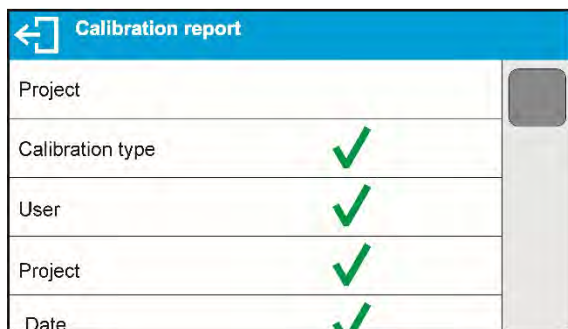 Calibration report
Project
Calibration type
User
Project
Date